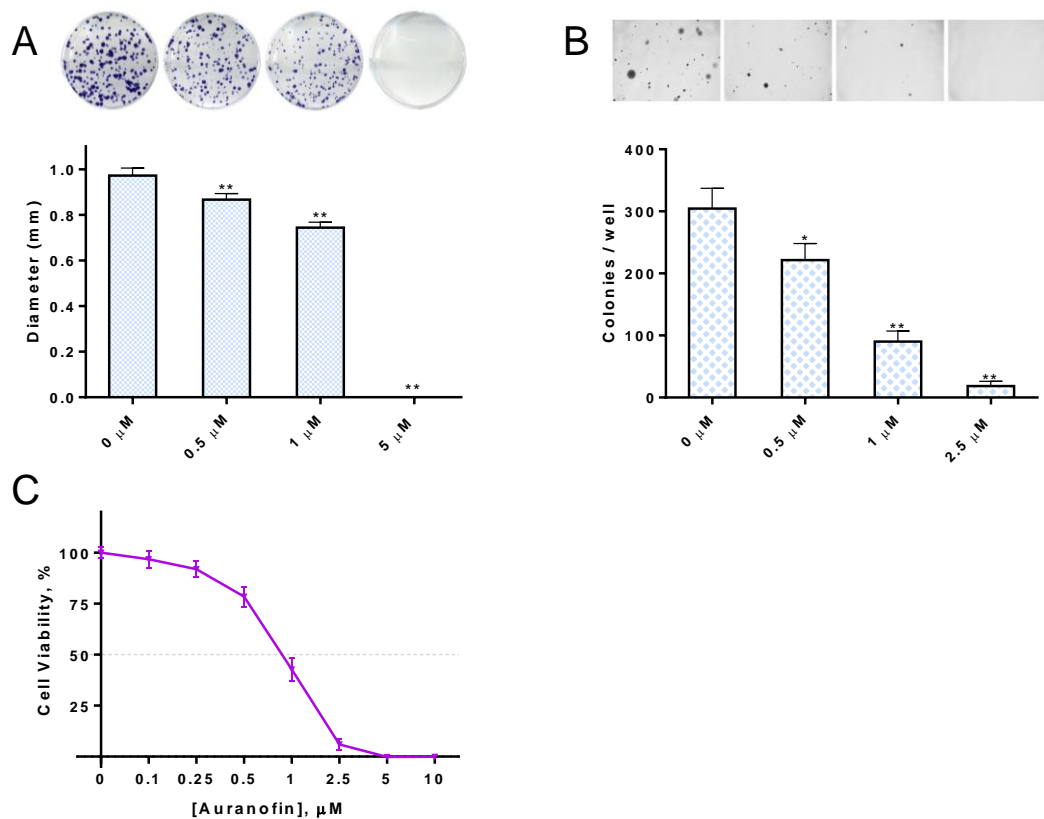 A
Diameter (mm)
1.0
0.8
0.6
0.4
0.2
0.0
**
**
**
0 μM
0.5 μM
1 μM
5 μM
B
Colonies / well
400
300
200
100
0
*
**
**
0 μM
0.5 μM
1 μM
2.5 μM
C
Cell Viability, %
100
75
50
25
0
0.1
0.25
0.5
1
2.5
5
10
[Auranofin], μM